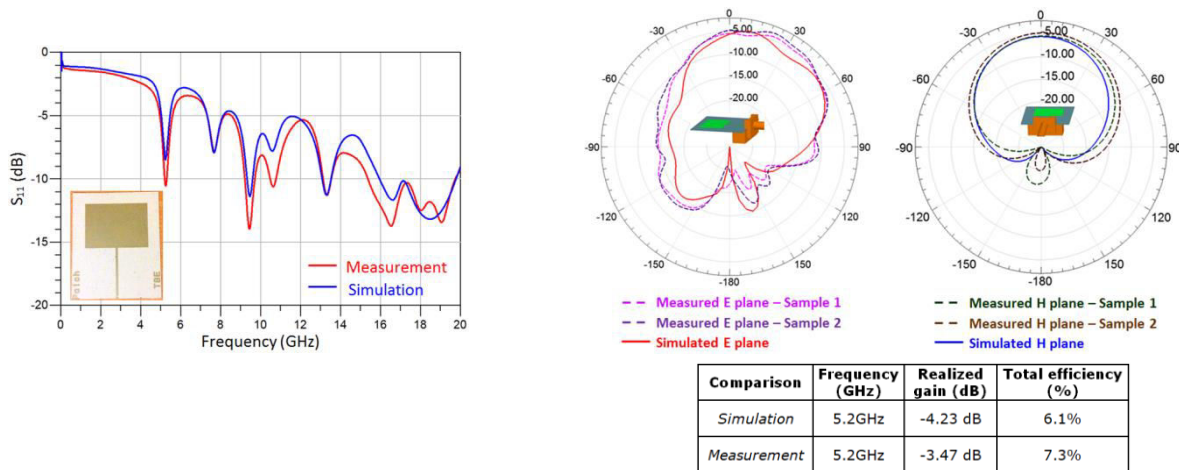 0
-5
-10
-15
-20
S11 (dB)
0 2 4 6 8 10 12 14 16 18 20
Frequency (GHz)
Measurement
Simulation
TOE
0
-30 30
-60 60
-90 90
-120 120
-150 150
-180
-5.00
-10.00
-15.00
-20.00
Measured E plane – Sample 1
Measured E plane – Sample 2
Simulated E plane
0
-30 30
-60 60
-90 90
-120 120
-150 150
-180
-5.00
-10.00
-15.00
-20.00
Measured H plane – Sample 1
Measured H plane – Sample 2
Simulated H plane
Comparison Frequency (GHz) Realized gain (dB) Total efficiency (%)
Simulation 5.2GHz -4.23 dB 6.1%
Measurement 5.2GHz -3.47 dB 7.3%